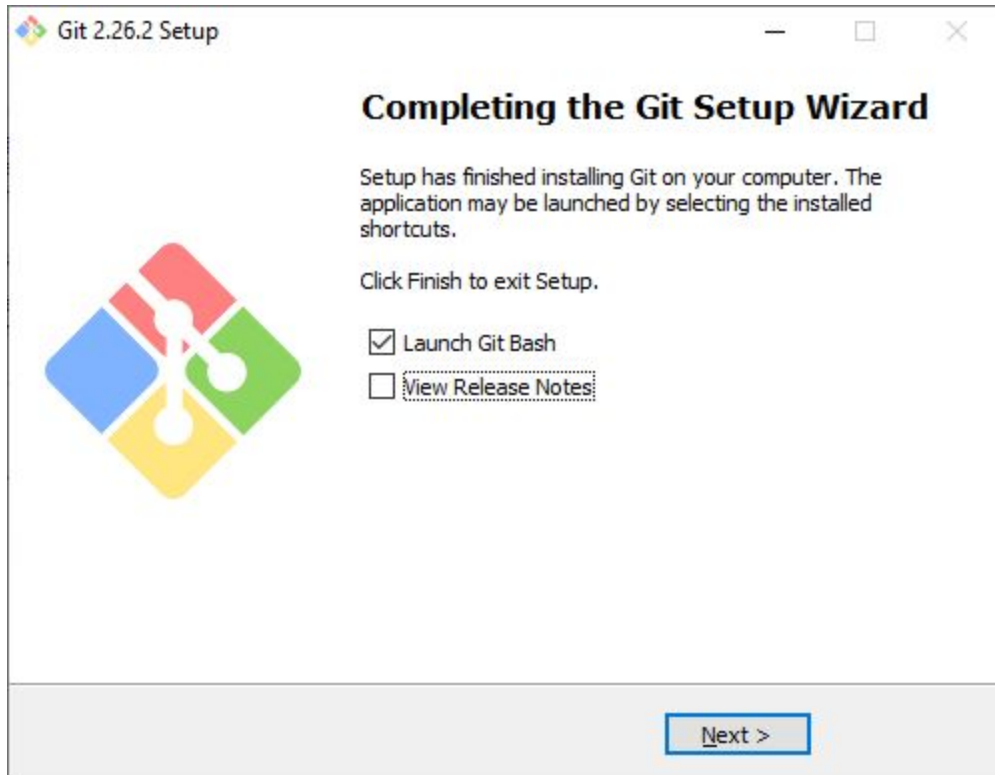 Git 2.26.2 Setup
Completing the Git Setup Wizard
Setup has finished installing Git on your computer. The
application may be launched by selecting the installed
shortcuts.
Click Finish to exit Setup.
Launch Git Bash
View Release Notes
Next >